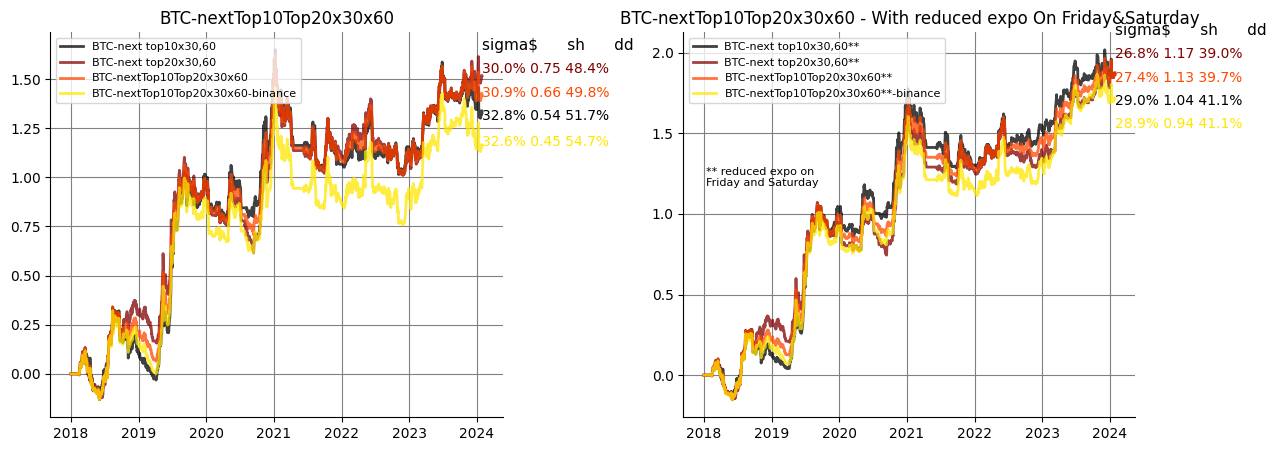 BTC-nextTop10Top20x30x60
BTC-next top10x30,60
BTC-next top20x30,60
BTC-nextTop10Top20x30x60
BTC-nextTop10Top20x30x60-binance
sigma$ sh dd
30.0% 0.75 48.4%
30.9% 0.66 49.8%
32.8% 0.54 51.7%
32.6% 0.45 54.7%
1.50
1.25
1.00
0.75
0.50
0.25
0.00
2018 2019 2020 2021 2022 2023 2024
BTC-nextTop10Top20x30x60 - With reduced expo On Friday&Saturday
BTC-next top10x30,60**
BTC-next top20x30,60**
BTC-nextTop10Top20x30x60**
BTC-nextTop10Top20x30x60**-binance
sigma$ sh dd
26.8% 1.17 39.0%
27.4% 1.13 39.7%
29.0% 1.04 41.1%
28.9% 0.94 41.1%
** reduced expo on
Friday and Saturday
2.0
1.5
1.0
0.5
0.0
2018 2019 2020 2021 2022 2023 2024